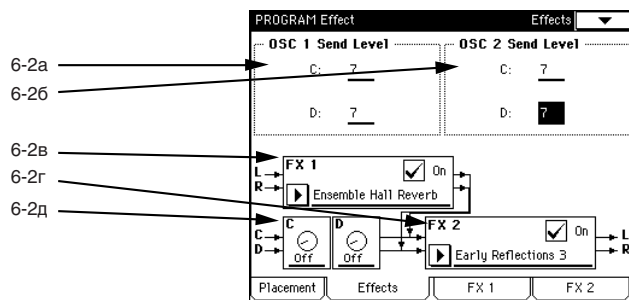 PROGRAM Effect Effects
OSC 1 Send Level OSC 2 Send Level
6-2а
C: 7 C: 7
6-2б
D: 7 D: 7
6-2в
FX 1
On
6-2г
L
R
Ensemble Hall Reverb
6-2д
C D FX 2
On
C
D
L
R
Off Off Early Reflections 3
Placement Effects FX 1 FX 2